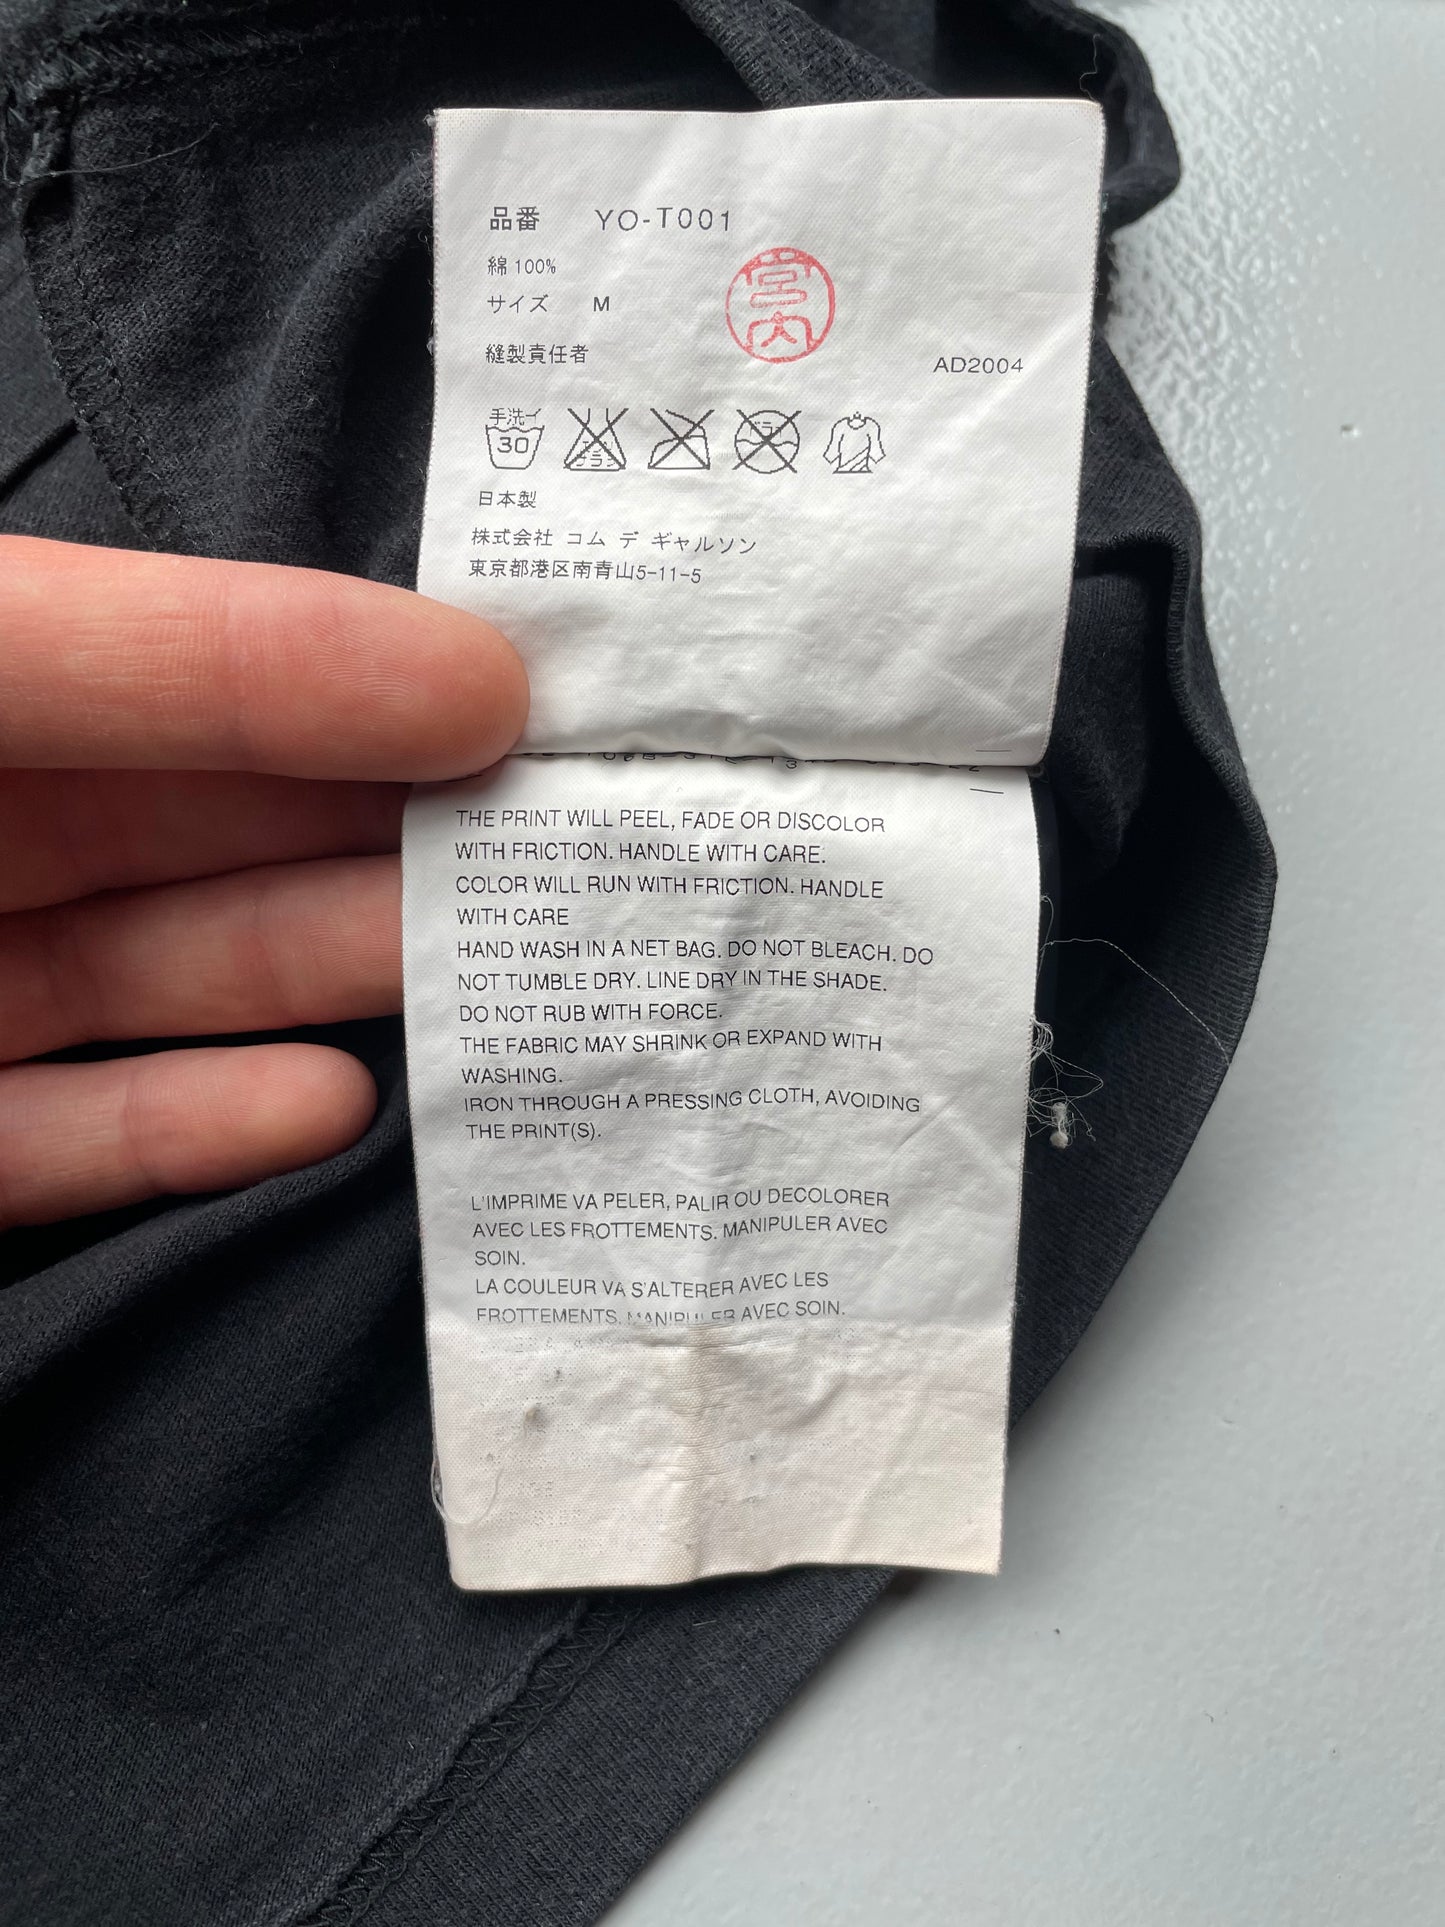 品番 YO-T001
綿 100%
サイズ M
宮内
縫製責任者
AD2004
手洗イ
30
日本製
株式会社 コム デ ギャルソン
東京都港区南青山5-11-5
THE PRINT WILL PEEL, FADE OR DISCOLOR
WITH FRICTION. HANDLE WITH CARE.
COLOR WILL RUN WITH FRICTION. HANDLE
WITH CARE
HAND WASH IN A NET BAG. DO NOT BLEACH. DO
NOT TUMBLE DRY. LINE DRY IN THE SHADE.
DO NOT RUB WITH FORCE.
THE FABRIC MAY SHRINK OR EXPAND WITH
WASHING.
IRON THROUGH A PRESSING CLOTH, AVOIDING
THE PRINT(S).
L'IMPRIME VA PELER, PALIR OU DECOLORER
AVEC LES FROTTEMENTS. MANIPULER AVEC
SOIN.
LA COULEUR VA S'ALTERER AVEC LES
FROTTEMENTS. MANIPULER AVEC SOIN.